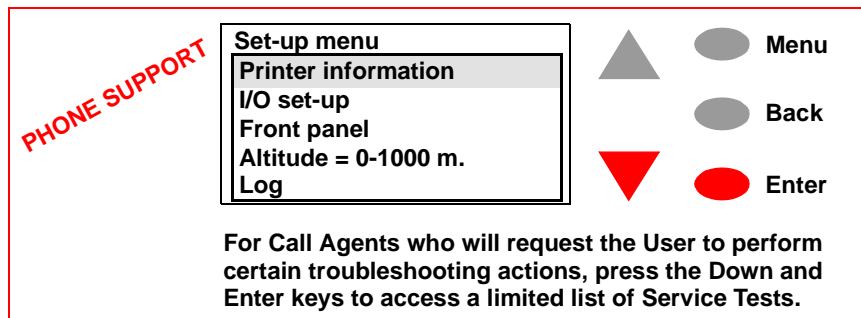 PHONE SUPPORT
Set-up menu
Printer information
I/O set-up
Front panel
Altitude = 0-1000 m.
Log
Menu
Back
Enter
For Call Agents who will request the User to perform
certain troubleshooting actions, press the Down and
Enter keys to access a limited list of Service Tests.